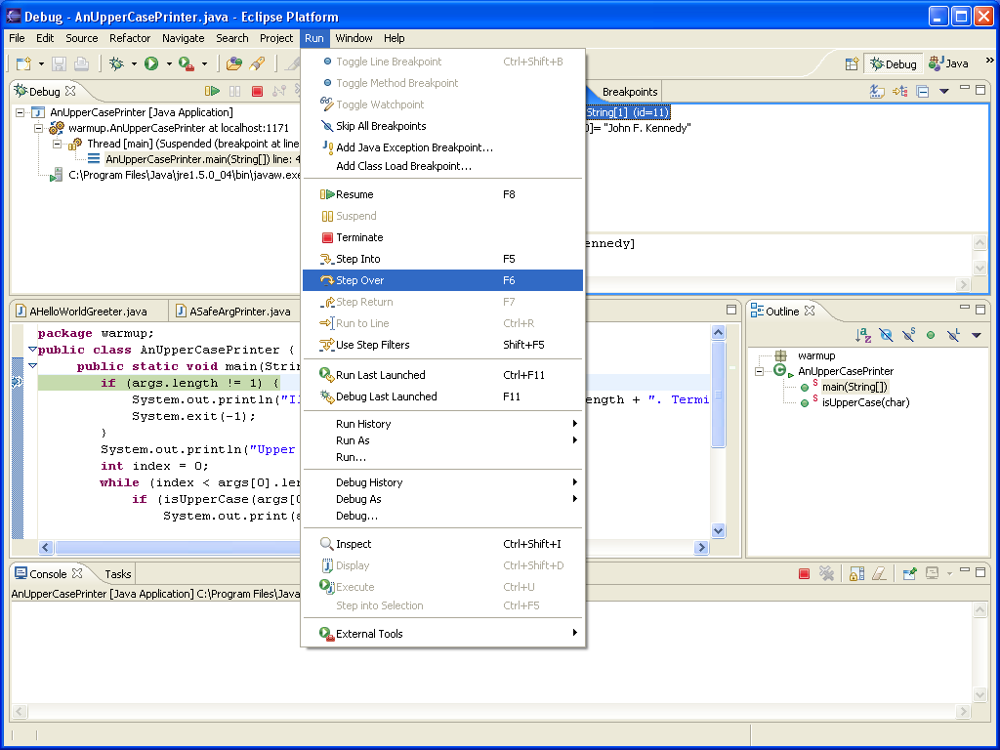 Debug - AnUpperCasePrinter.java - Eclipse Platform
File Edit Source Refactor Navigate Search Project Run Window Help
Debug Java »
Debug
AnUpperCasePrinter [Java Application]
warmup.AnUpperCasePrinter at localhost:1171
Thread [main] (Suspended (breakpoint at line
AnUpperCasePrinter.main(String[]) line: 4
C:\Program Files\Java\jre1.5.0_04\bin\javaw.exe
Toggle Line Breakpoint Ctrl+Shift+B
Toggle Method Breakpoint
Toggle Watchpoint
Skip All Breakpoints
Add Java Exception Breakpoint...
Add Class Load Breakpoint...
Resume F8
Suspend
Terminate
Step Into F5
Step Over F6
Step Return F7
Run to Line Ctrl+R
Use Step Filters Shift+F5
Run Last Launched Ctrl+F11
Debug Last Launched F11
Run History
Run As
Run...
Debug History
Debug As
Debug...
Inspect Ctrl+Shift+I
Display Ctrl+Shift+D
Execute Ctrl+U
Step into Selection Ctrl+F5
External Tools
Breakpoints
String[1] (id=11)
]= "John F. Kennedy"
ennedy]
AHelloWorldGreeter.java ASafeArgPrinter.java
package warmup;
public class AnUpperCasePrinter {
public static void main(Strin
if (args.length != 1) {
System.out.println("I ength + ". Termi
System.exit(-1);
}
System.out.println("Upper
int index = 0;
while (index < args[0].len
if (isUpperCase(args[0
System.out.print(a
Outline
warmup
AnUpperCasePrinter
main(String[])
isUpperCase(char)
Console Tasks
AnUpperCasePrinter [Java Application] C:\Program Files\Java